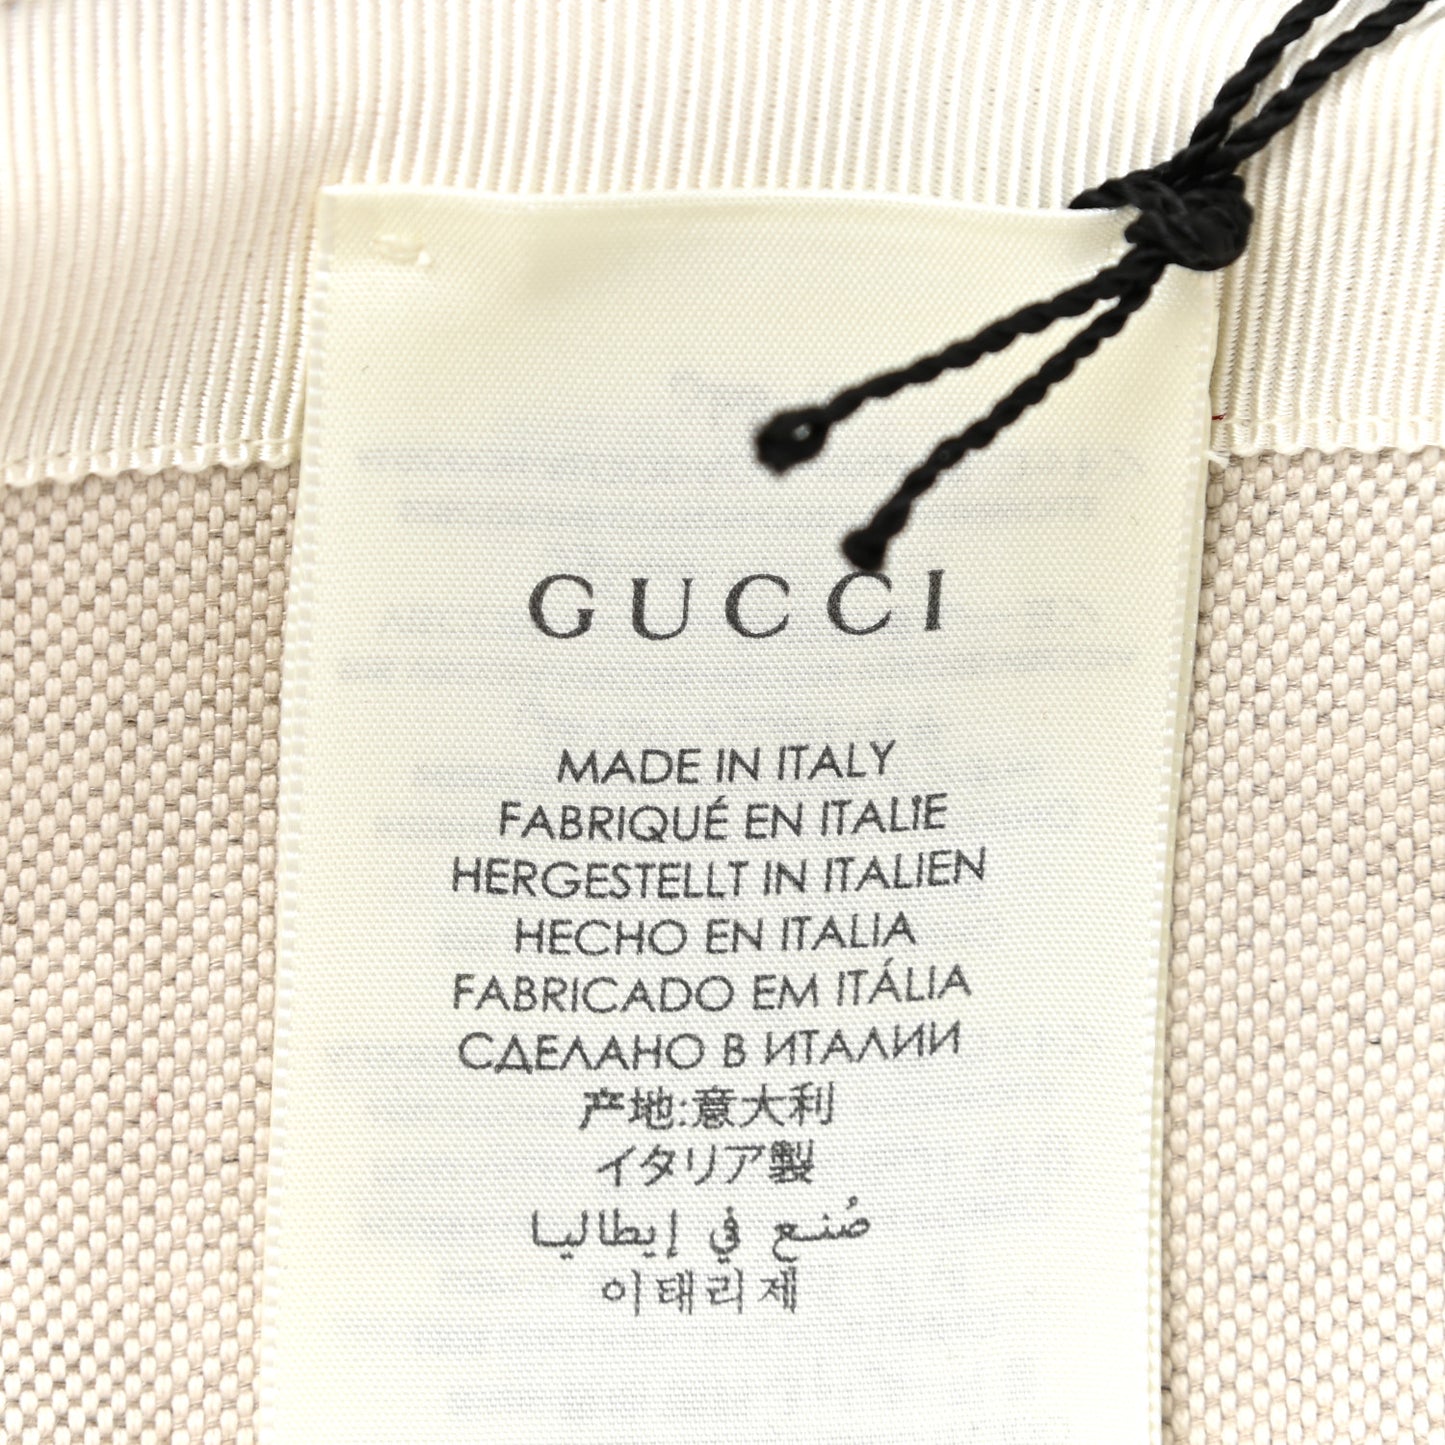 GUCCI
MADE IN ITALY
FABRIQUÉ EN ITALIE
HERGESTELLT IN ITALIEN
HECHO EN ITALIA
FABRICADO EM ITÁLIA
СДЕЛАНО В ИТАЛИИ
产地:意大利
イタリア製
صُنع في إيطاليا
이태리제